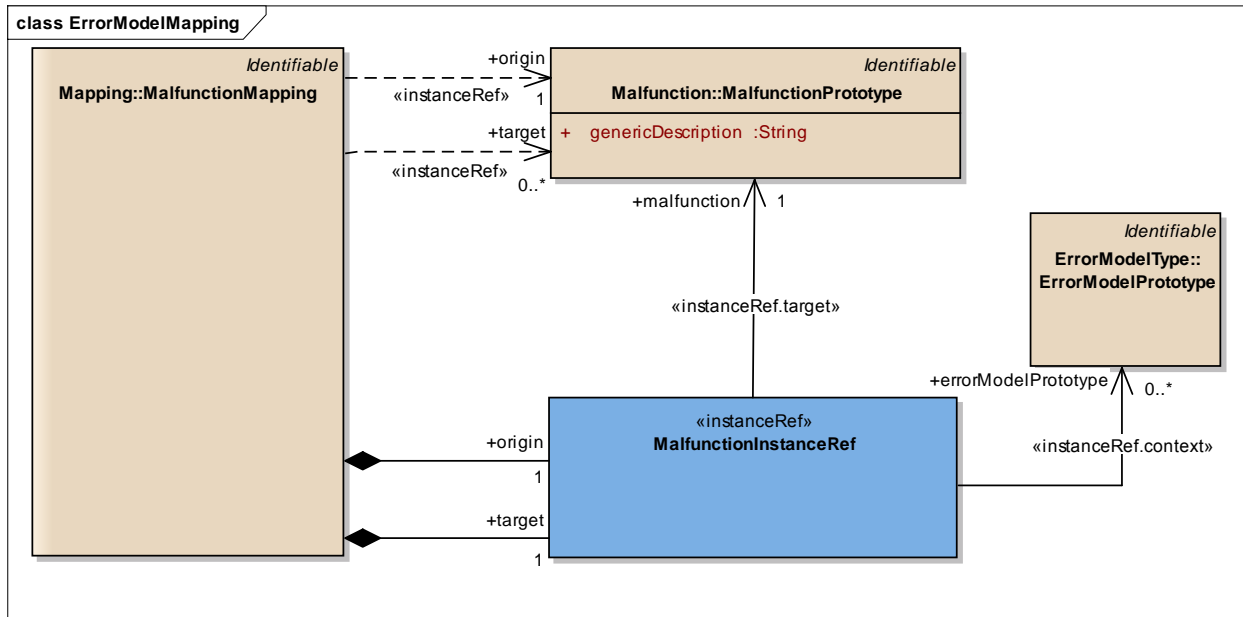 class ErrorModelMapping
Identifiable
Mapping::MalfunctionMapping
+origin
1
«instanceRef»
+target
0..*
«instanceRef»
Identifiable
Malfunction::MalfunctionPrototype
+ genericDescription :String
+malfunction
1
«instanceRef.target»
Identifiable
ErrorModelType::
ErrorModelPrototype
+errorModelPrototype
0..*
«instanceRef.context»
«instanceRef»
MalfunctionInstanceRef
+origin
1
+target
1